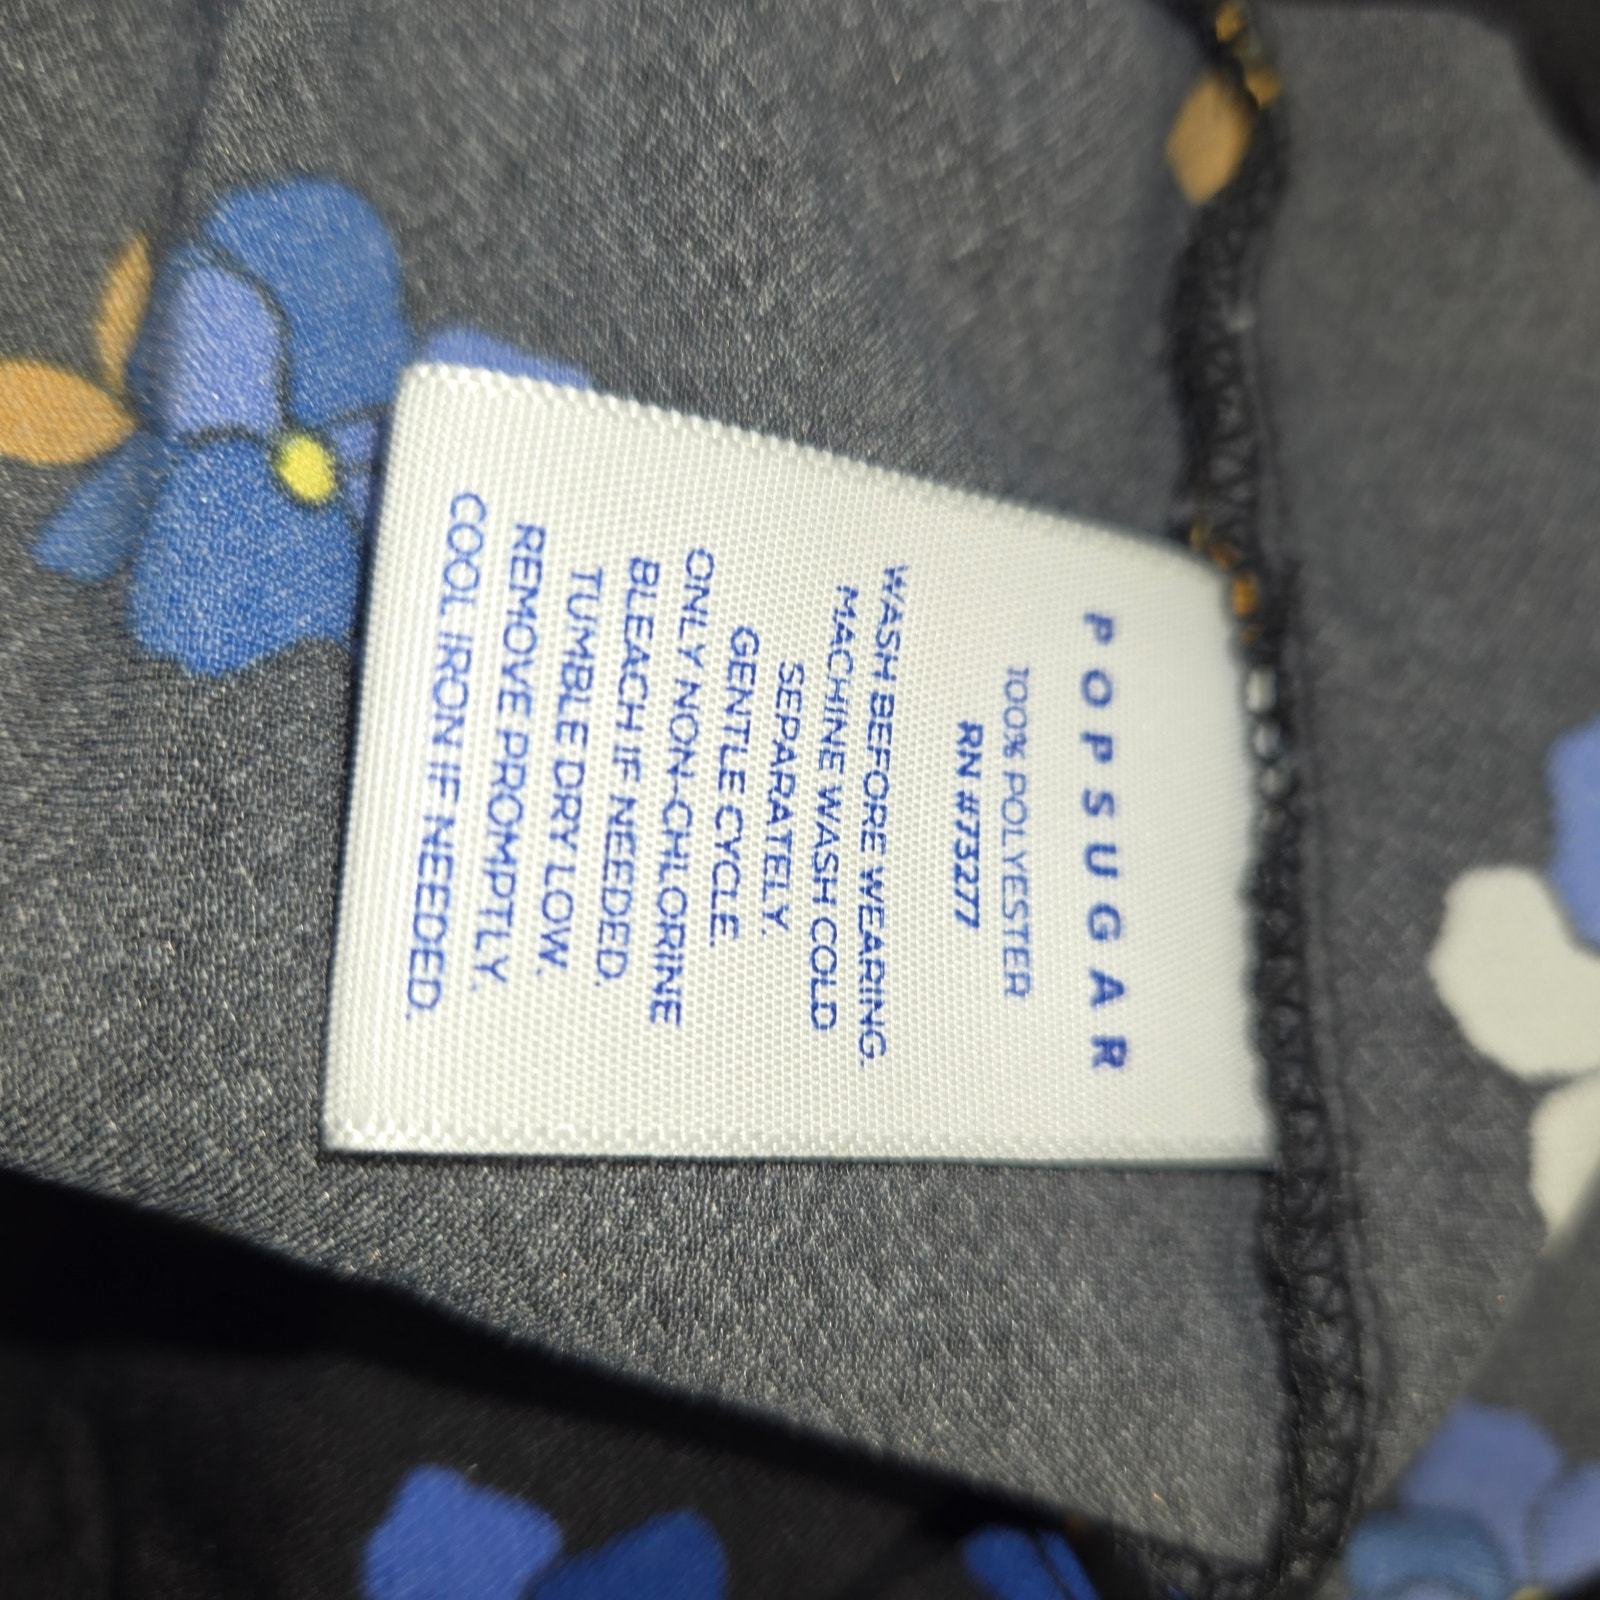 POPSUGAR
100% POLYESTER
RN #73277
WASH BEFORE WEARING.
MACHINE WASH COLD
SEPARATELY.
GENTLE CYCLE.
ONLY NON-CHLORINE
BLEACH IF NEEDED.
TUMBLE DRY LOW.
REMOVE PROMPTLY.
COOL IRON IF NEEDED.